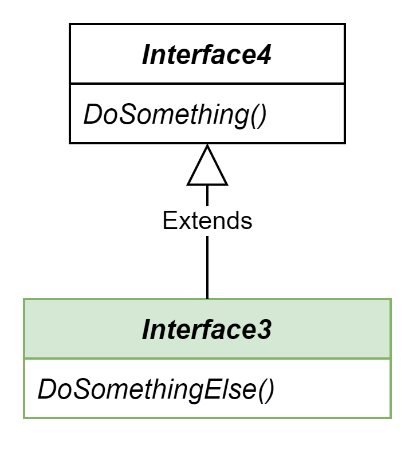 Interface4
DoSomething()
Extends
Interface3
DoSomethingElse()